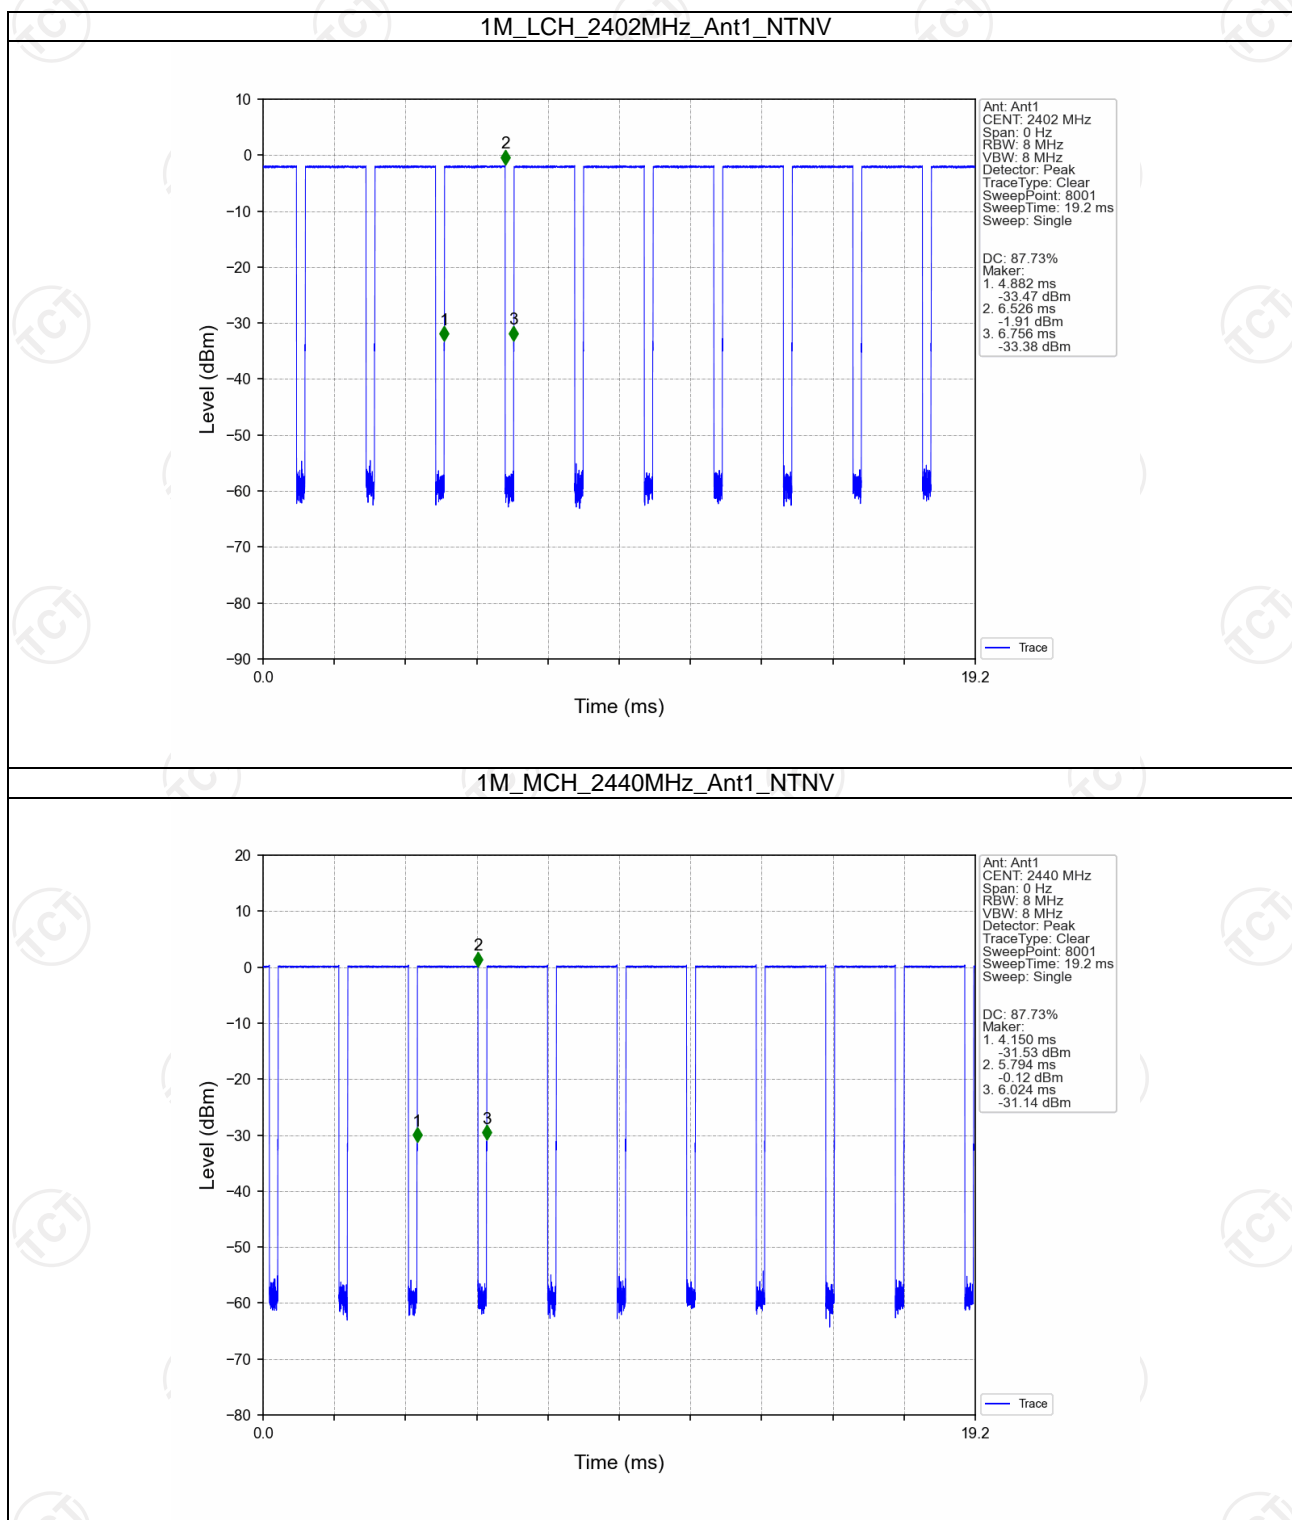 1M_LCH_2402MHz_Ant1_NTNV
10
0
−10
−20
−30
−40
−50
−60
−70
−80
−90
Level (dBm)
1
2
3
0.0
19.2
Time (ms)
Ant: Ant1
CENT: 2402 MHz
Span: 0 Hz
RBW: 8 MHz
VBW: 8 MHz
Detector: Peak
TraceType: Clear
SweepPoint: 8001
SweepTime: 19.2 ms
Sweep: Single
DC: 87.73%
Maker:
1. 4.882 ms
-33.47 dBm
2. 6.526 ms
-1.91 dBm
3. 6.756 ms
-33.38 dBm
Trace
1M_MCH_2440MHz_Ant1_NTNV
20
10
0
−10
−20
−30
−40
−50
−60
−70
−80
Level (dBm)
1
2
3
0.0
19.2
Time (ms)
Ant: Ant1
CENT: 2440 MHz
Span: 0 Hz
RBW: 8 MHz
VBW: 8 MHz
Detector: Peak
TraceType: Clear
SweepPoint: 8001
SweepTime: 19.2 ms
Sweep: Single
DC: 87.73%
Maker:
1. 4.150 ms
-31.53 dBm
2. 5.794 ms
-0.12 dBm
3. 6.024 ms
-31.14 dBm
Trace
TCT